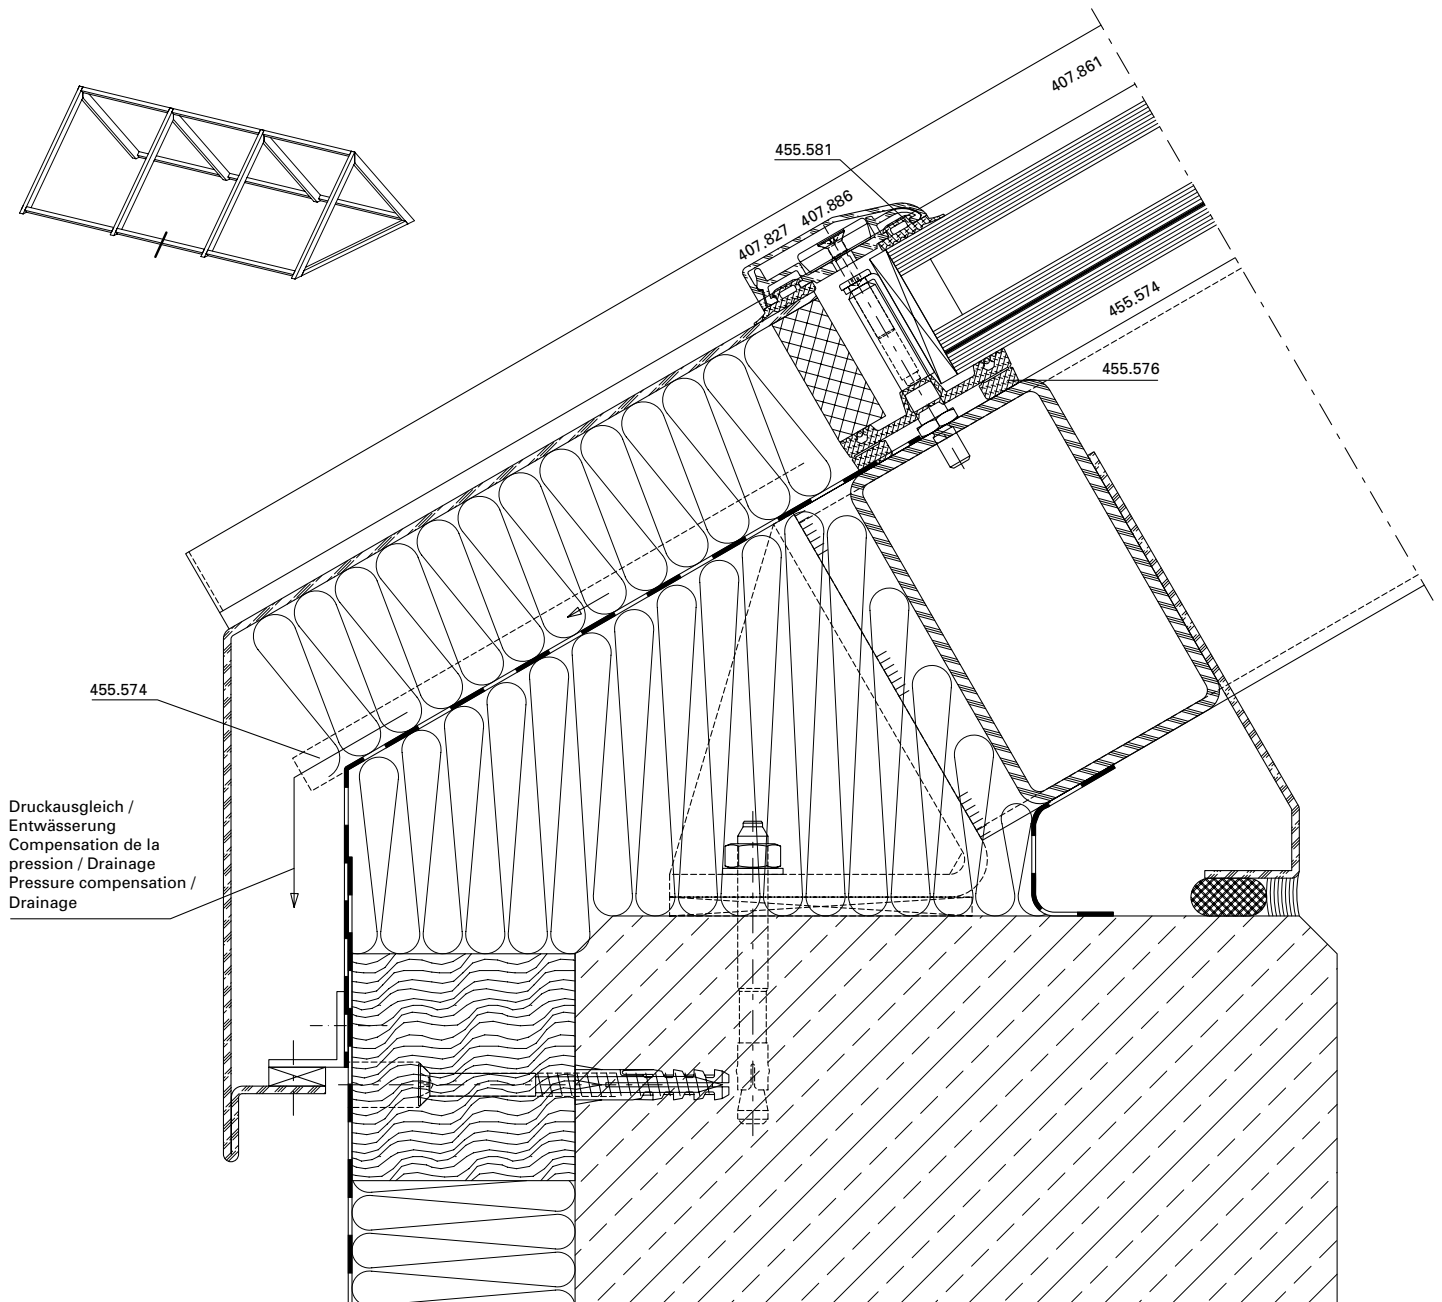 407.861
455.581
407.886
407.827
455.574
455.576
455.574
Druckausgleich /
Entwässerung
Compensation de la
pression / Drainage
Pressure compensation /
Drainage